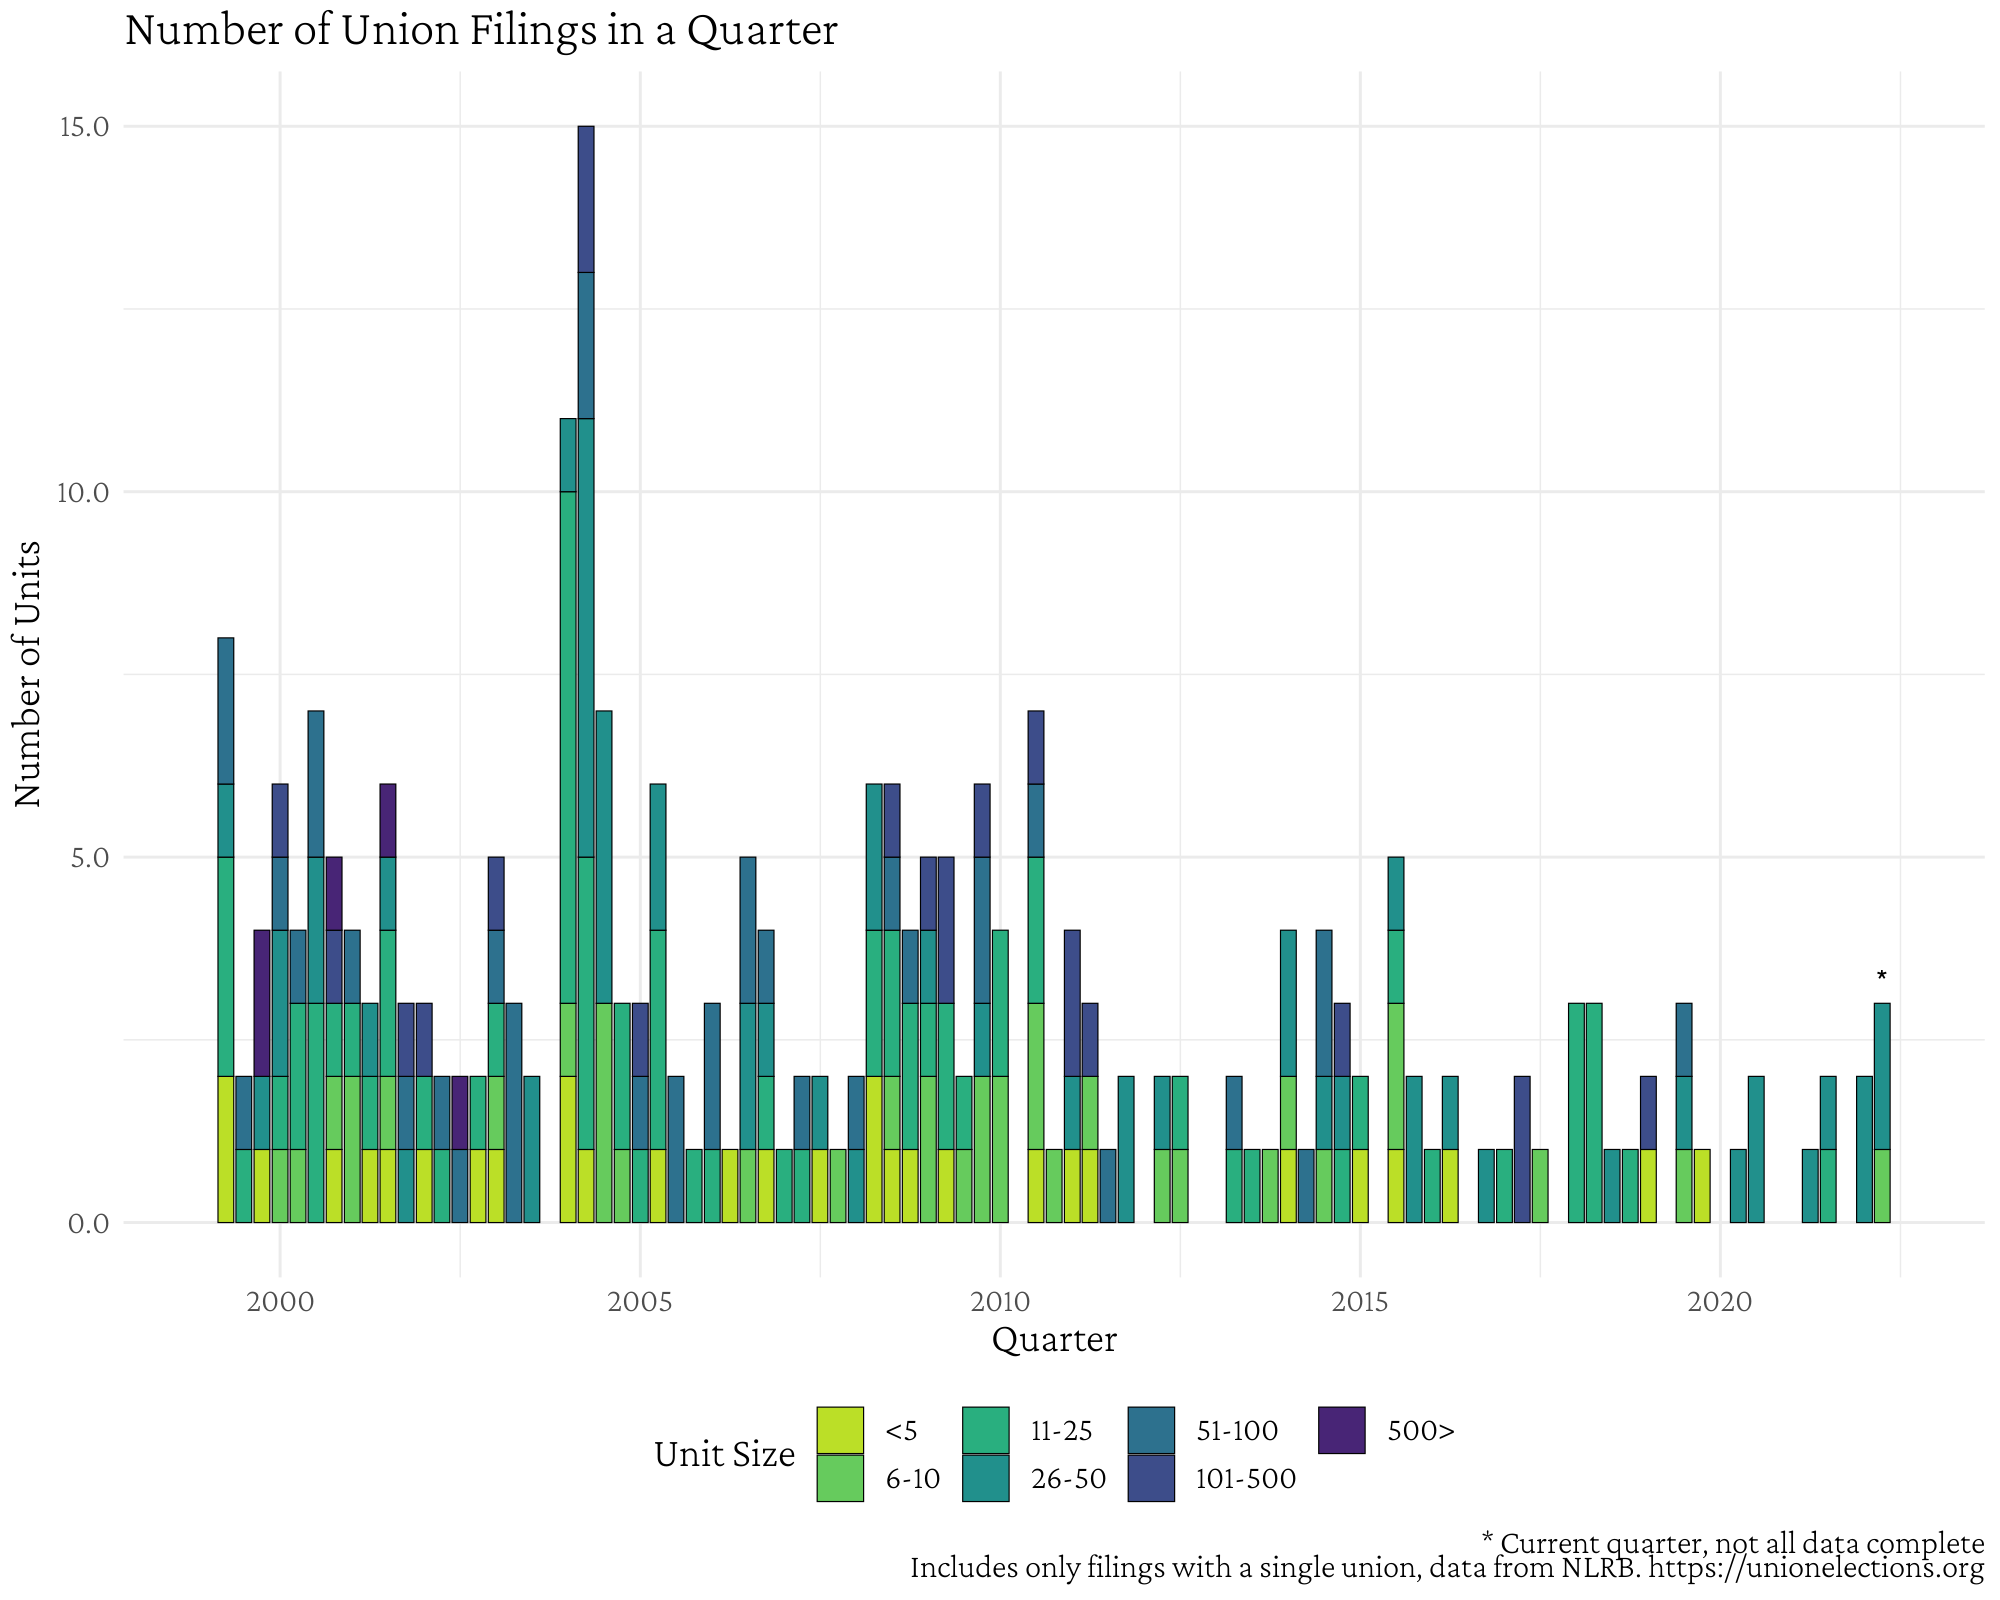 Number of Union Filings in a Quarter
15.0
10.0
5.0
0.0
Number of Units
*
2000 2005 2010 2015 2020
Quarter
Unit Size
<5 11-25 51-100 500>
6-10 26-50 101-500
* Current quarter, not all data complete
Includes only filings with a single union, data from NLRB. https://unionelections.org